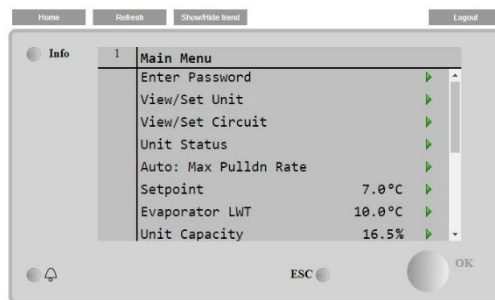 Home Refresh Show/Hide trend Logout
Info
1 Main Menu
Enter Password
View/Set Unit
View/Set Circuit
Unit Status
Auto: Max Pulldn Rate
Setpoint 7.0°C
Evaporator LWT 10.0°C
Unit Capacity 16.5%
ESC OK